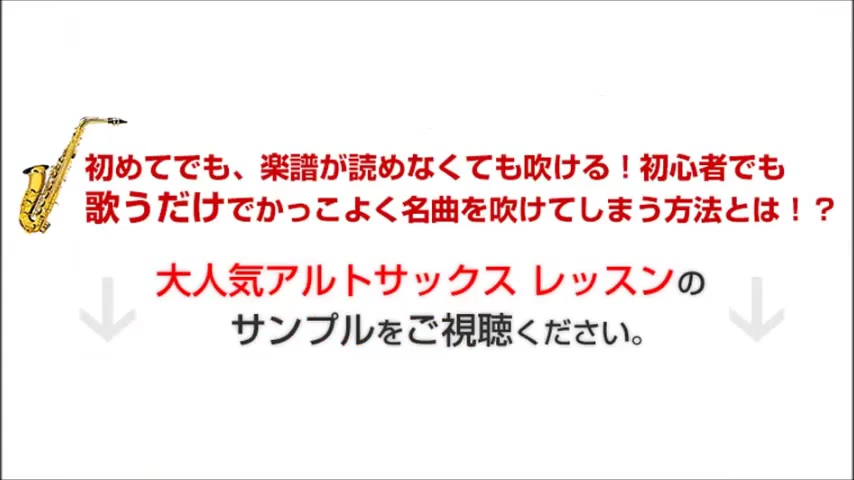 初めてでも、楽譜が読めなくても吹ける！初心者でも
歌うだけでかっこよく名曲を吹けてしまう方法とは！？
大人気アルトサックス レッスンの
サンプルをご視聴ください。